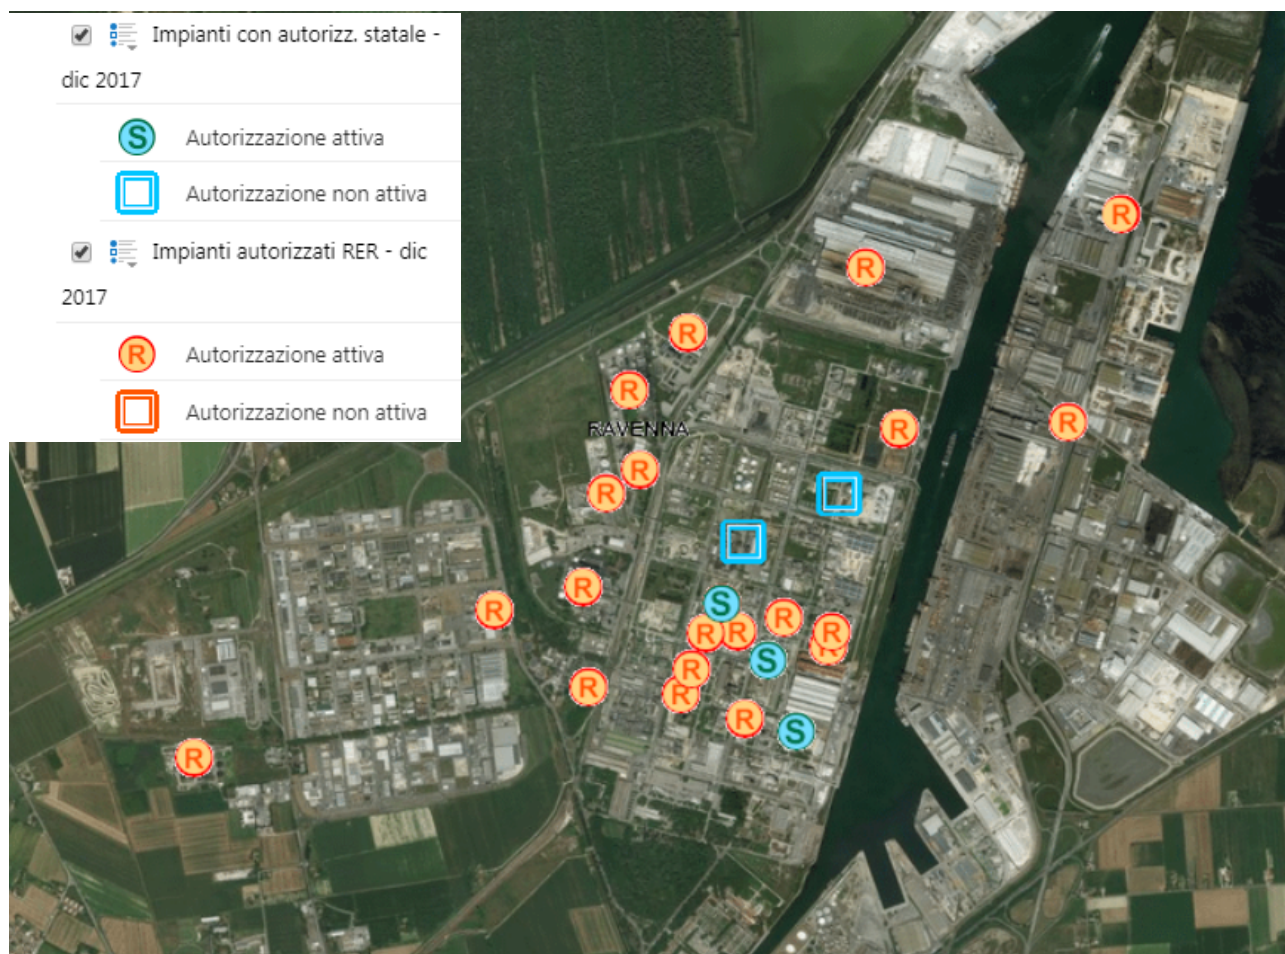 Impianti con autorizz. statale -
dic 2017
S Autorizzazione attiva
Autorizzazione non attiva
Impianti autorizzati RER - dic
2017
R Autorizzazione attiva
Autorizzazione non attiva
R
R
R
R
RAVENNA
R
R
R
R
R
S
R
R
R
R
R
R
S
R
R
R
R
S
R